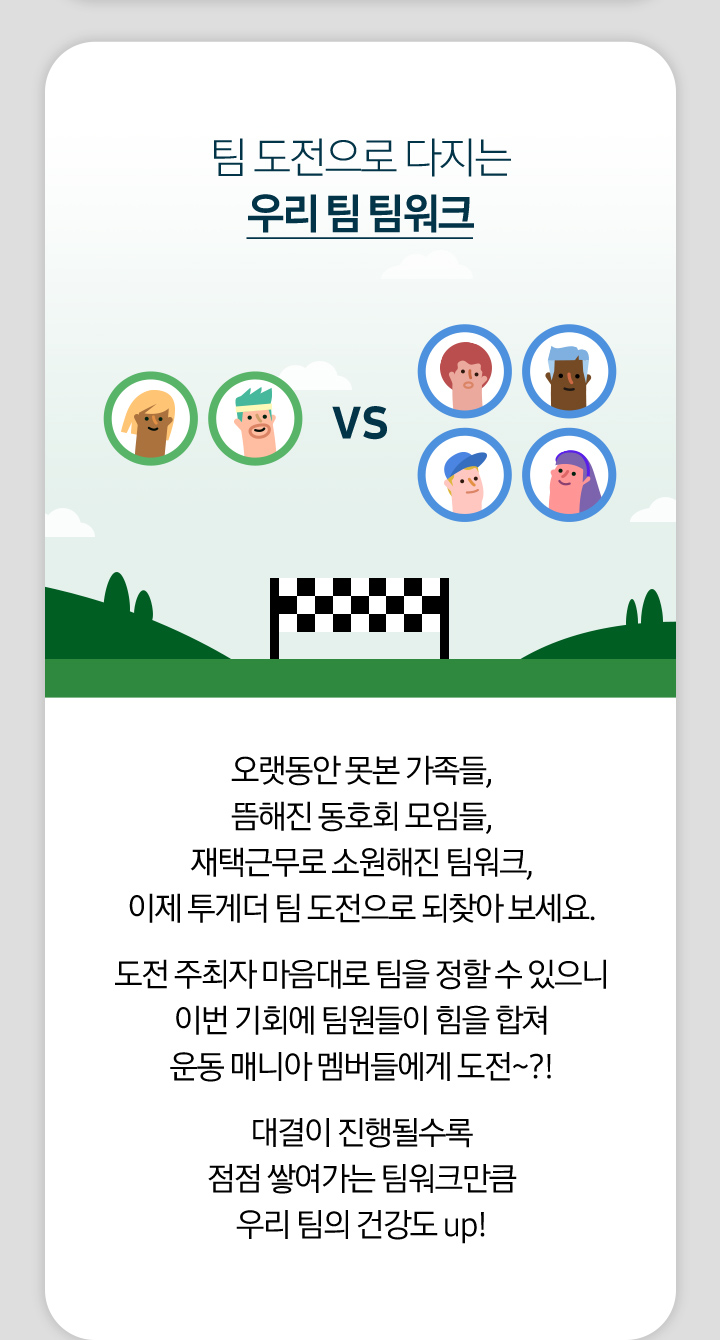 팀 도전으로 다지는
우리 팀 팀워크
VS
오랫동안 못본 가족들,
뜸해진 동호회 모임들,
재택근무로 소원해진 팀워크,
이제 투게더 팀 도전으로 되찾아 보세요.
도전 주최자 마음대로 팀을 정할 수 있으니
이번 기회에 팀원들이 힘을 합쳐
운동 매니아 멤버들에게 도전~?!
대결이 진행될수록
점점 쌓여가는 팀워크만큼
우리 팀의 건강도 up!